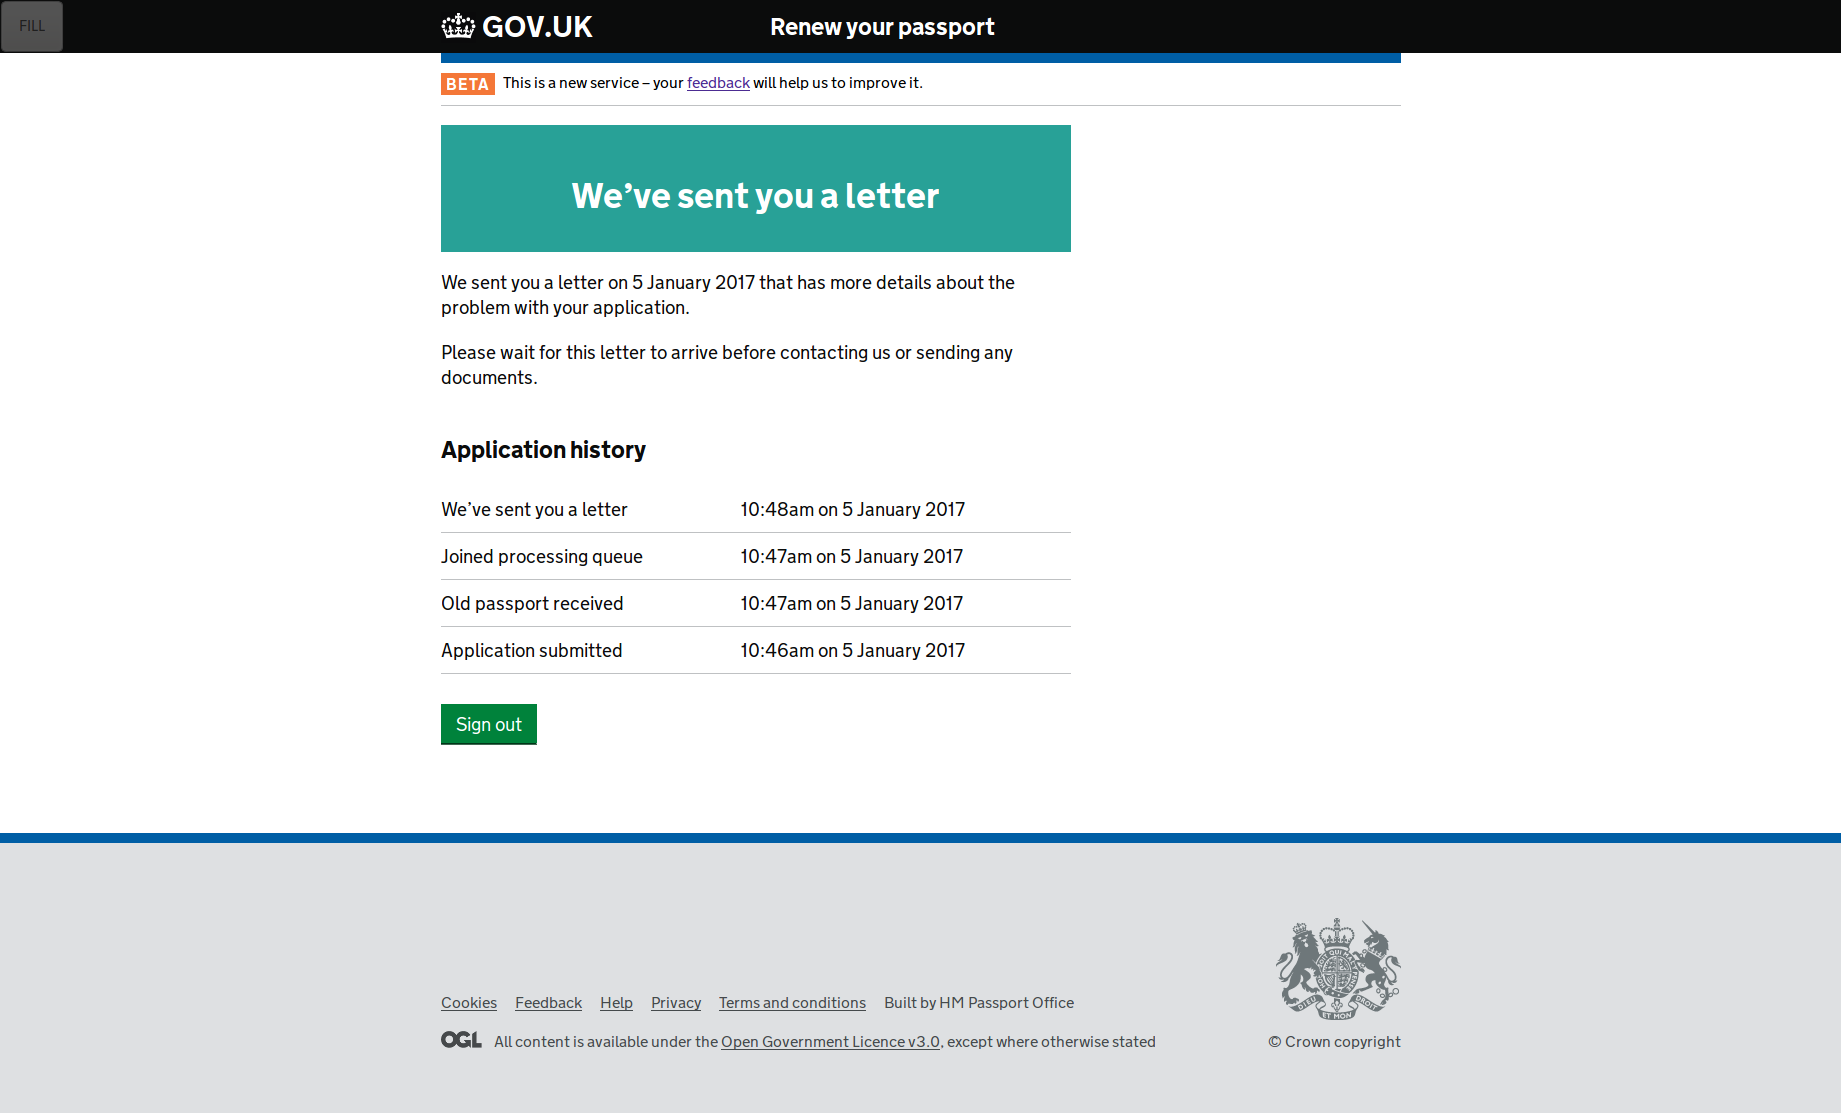 FILL
GOV.UK
Renew your passport
BETA This is a new service – your feedback will help us to improve it.
We’ve sent you a letter
We sent you a letter on 5 January 2017 that has more details about the
problem with your application.
Please wait for this letter to arrive before contacting us or sending any
documents.
Application history
We’ve sent you a letter 10:48am on 5 January 2017
Joined processing queue 10:47am on 5 January 2017
Old passport received 10:47am on 5 January 2017
Application submitted 10:46am on 5 January 2017
Sign out
Cookies Feedback Help Privacy Terms and conditions Built by HM Passport Office
OGL All content is available under the Open Government Licence v3.0, except where otherwise stated
DIEU ET MON DROIT
© Crown copyright